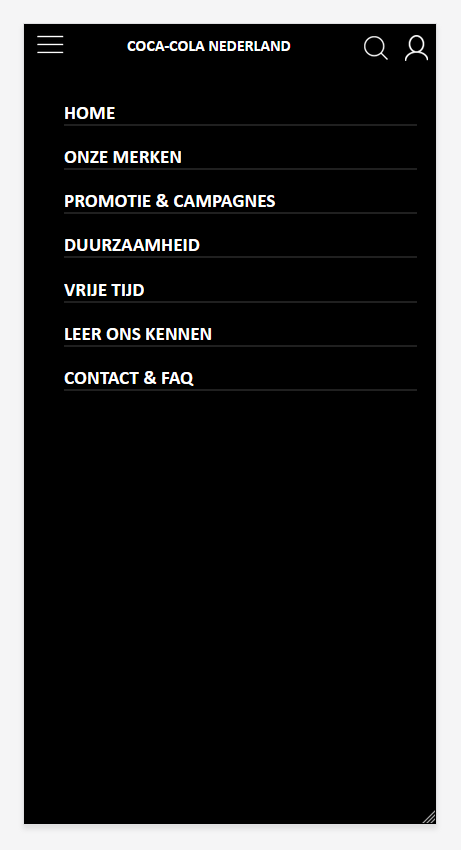 COCA-COLA NEDERLAND
HOME
ONZE MERKEN
PROMOTIE & CAMPAGNES
DUURZAAMHEID
VRIJE TIJD
LEER ONS KENNEN
CONTACT & FAQ